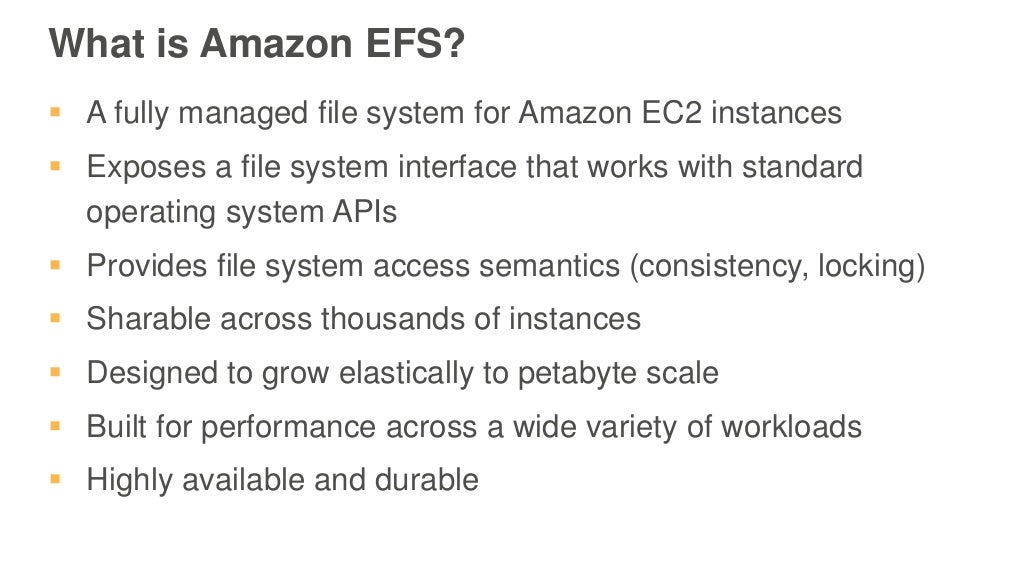 What is Amazon EFS?
A fully managed file system for Amazon EC2 instances
Exposes a file system interface that works with standard
operating system APIs
Provides file system access semantics (consistency, locking)
Sharable across thousands of instances
Designed to grow elastically to petabyte scale
Built for performance across a wide variety of workloads
Highly available and durable